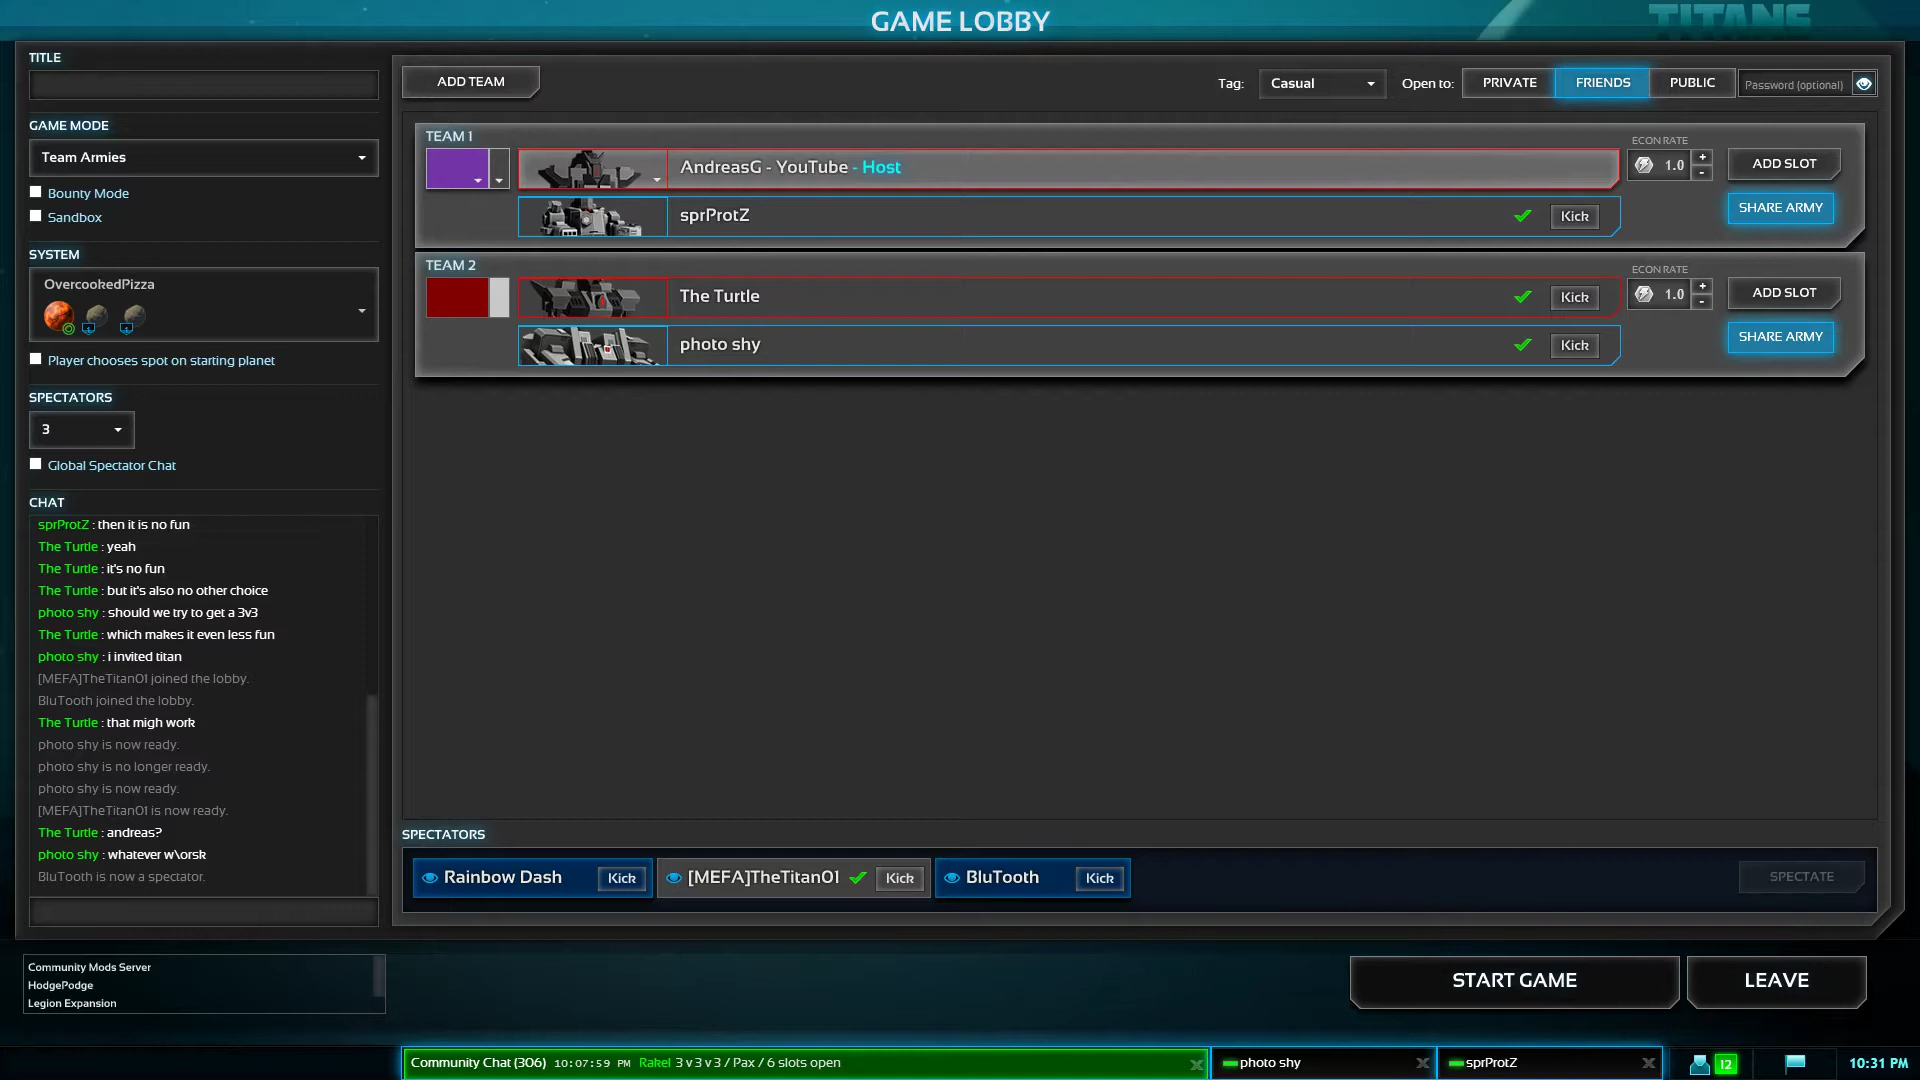 GAME LOBBY
TITANS
TITLE
GAME MODE
Team Armies
Bounty Mode
Sandbox
SYSTEM
OvercookedPizza
Player chooses spot on starting planet
SPECTATORS
3
Global Spectator Chat
CHAT
sprProtZ : then it is no fun
The Turtle : yeah
The Turtle : it's no fun
The Turtle : but it's also no other choice
photo shy : should we try to get a 3v3
The Turtle : which makes it even less fun
photo shy : i invited titan
[MEFA]TheTitan01 joined the lobby.
BluTooth joined the lobby.
The Turtle : that migh work
photo shy is now ready.
photo shy is no longer ready.
photo shy is now ready.
[MEFA]TheTitan01 is now ready.
The Turtle : andreas?
photo shy : whatever w\orsk
BluTooth is now a spectator.
Community Mods Server
HodgePodge
Legion Expansion
ADD TEAM
Tag: Casual
Open to: PRIVATE FRIENDS PUBLIC Password (optional)
TEAM 1
AndreasG - YouTube - Host
ECON RATE
1.0 + -
ADD SLOT
sprProtZ Kick
SHARE ARMY
TEAM 2
The Turtle Kick
ECON RATE
1.0 + -
ADD SLOT
photo shy Kick
SHARE ARMY
SPECTATORS
Rainbow Dash Kick [MEFA]TheTitan01 Kick BluTooth Kick SPECTATE
START GAME LEAVE
Community Chat (306) 10:07:59 PM Rakel 3 v 3 v 3 / Pax / 6 slots open photo shy sprProtZ 12 10:31 PM